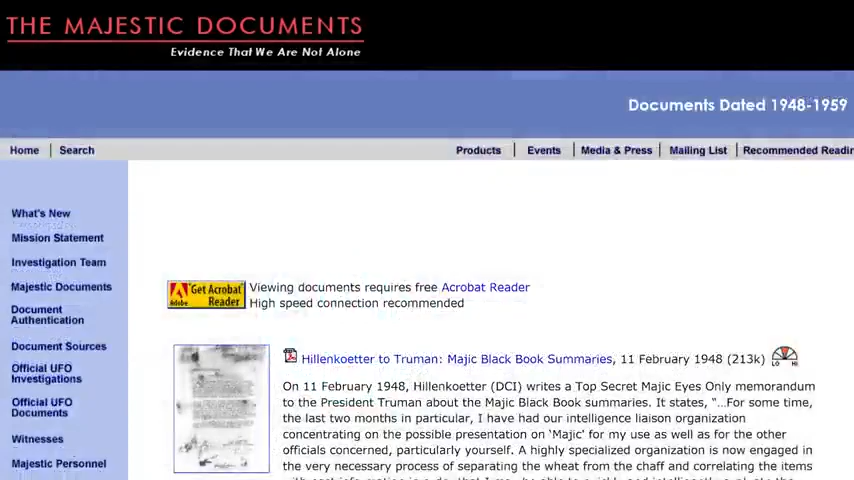 THE MAJESTIC DOCUMENTS
Evidence That We Are Not Alone
Documents Dated 1948-1959
Home | Search Products | Events | Media & Press | Mailing List | Recommended Readin
What's New
Mission Statement
Investigation Team
Majestic Documents
Document
Authentication
Document Sources
Official UFO
Investigations
Official UFO
Documents
Witnesses
Majestic Personnel
Get Acrobat
Reader
Adobe
Viewing documents requires free Acrobat Reader
High speed connection recommended
Hillenkoetter to Truman: Majic Black Book Summaries, 11 February 1948 (213k)
LO HI
On 11 February 1948, Hillenkoetter (DCI) writes a Top Secret Majic Eyes Only memorandum
to the President Truman about the Majic Black Book summaries. It states, "...For some time,
the last two months in particular, I have had our intelligence liaison organization
concentrating on the possible presentation on 'Majic' for my use as well as for the other
officials concerned, particularly yourself. A highly specialized organization is now engaged in
the very necessary process of separating the wheat from the chaff and correlating the items